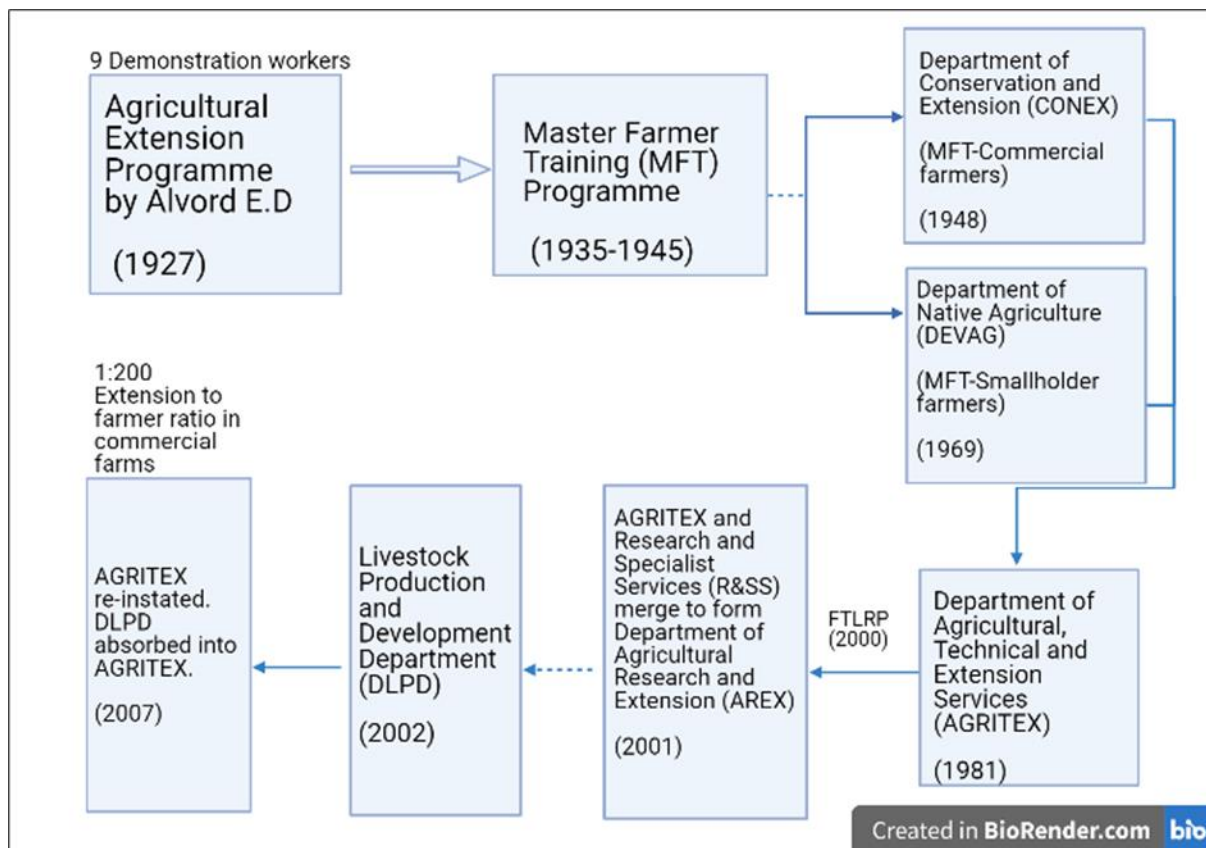 9 Demonstration workers
Agricultural
Extension
Programme
by Alvord E.D
(1927)
Master Farmer
Training (MFT)
Programme
(1935-1945)
Department of
Conservation and
Extension (CONEX)
(MFT-Commercial
farmers)
(1948)
Department of
Native Agriculture
(DEVAG)
(MFT-Smallholder
farmers)
(1969)
Department of
Agricultural,
Technical and
Extension
Services
(AGRITEX)
(1981)
FTLRP
(2000)
AGRITEX and
Research and
Specialist
Services (R&SS)
merge to form
Department of
Agricultural
Research and
Extension (AREX)
(2001)
Livestock
Production
and
Development
Department
(DLPD)
(2002)
1:200
Extension to
farmer ratio in
commercial
farms
AGRITEX
re-instated.
DLPD
absorbed into
AGRITEX.
(2007)
Created in BioRender.com bio